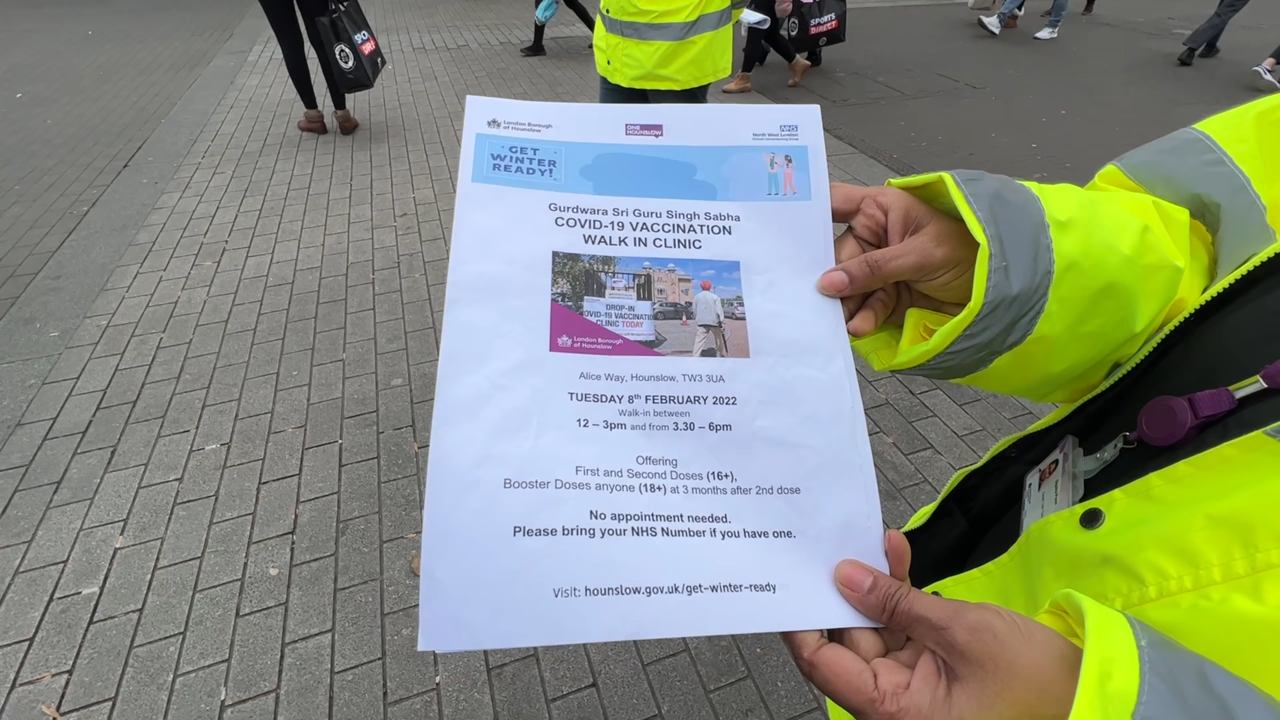 SPORTS
DIRECT
London Borough
of Hounslow
ONE
HOUNSLOW
NHS
North West London
GET
WINTER
READY!
Gurdwara Sri Guru Singh Sabha
COVID-19 VACCINATION
WALK IN CLINIC
DROP-IN
COVID-19 VACCINATIO
CLINIC TODAY
London Borough
of Hounslow
Alice Way, Hounslow, TW3 3UA
TUESDAY 8th FEBRUARY 2022
Walk-in between
12 – 3pm and from 3.30 – 6pm
Offering
First and Second Doses (16+),
Booster Doses anyone (18+) at 3 months after 2nd dose
No appointment needed.
Please bring your NHS Number if you have one.
Visit: hounslow.gov.uk/get-winter-ready